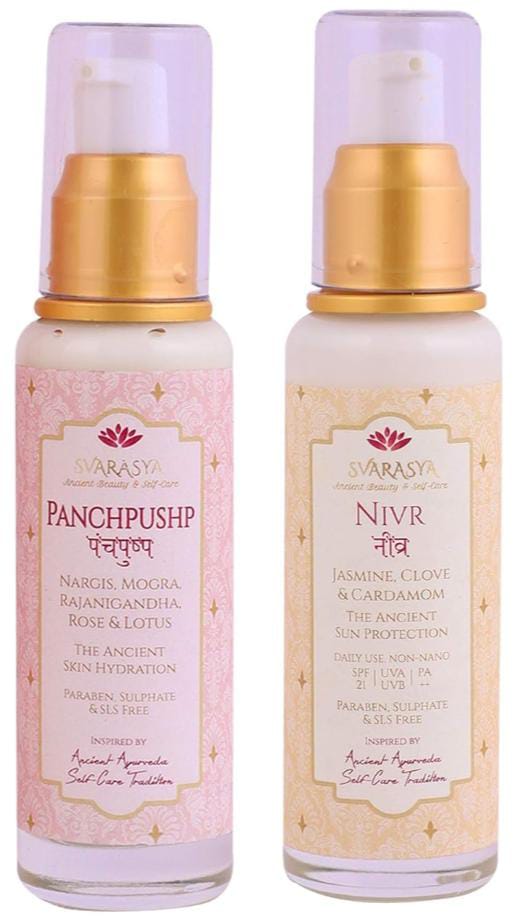 SVARASYA
Ancient Beauty & Self-Care
PANCHPUSHP
पंचपुष्प
NARGIS, MOGRA,
RAJANIGANDHA,
ROSE & LOTUS
THE ANCIENT
SKIN HYDRATION
PARABEN, SULPHATE
& SLS FREE
INSPIRED BY
Ancient Ayurveda
Self-Care Tradition
SVARASYA
Ancient Beauty & Self-Care
NIVR
नीव्र
JASMINE, CLOVE
& CARDAMOM
THE ANCIENT
SUN PROTECTION
DAILY USE, NON-NANO
SPF | UVA | PA
21 | UVB | ++
PARABEN, SULPHATE
& SLS FREE
INSPIRED BY
Ancient Ayurveda
Self-Care Tradition